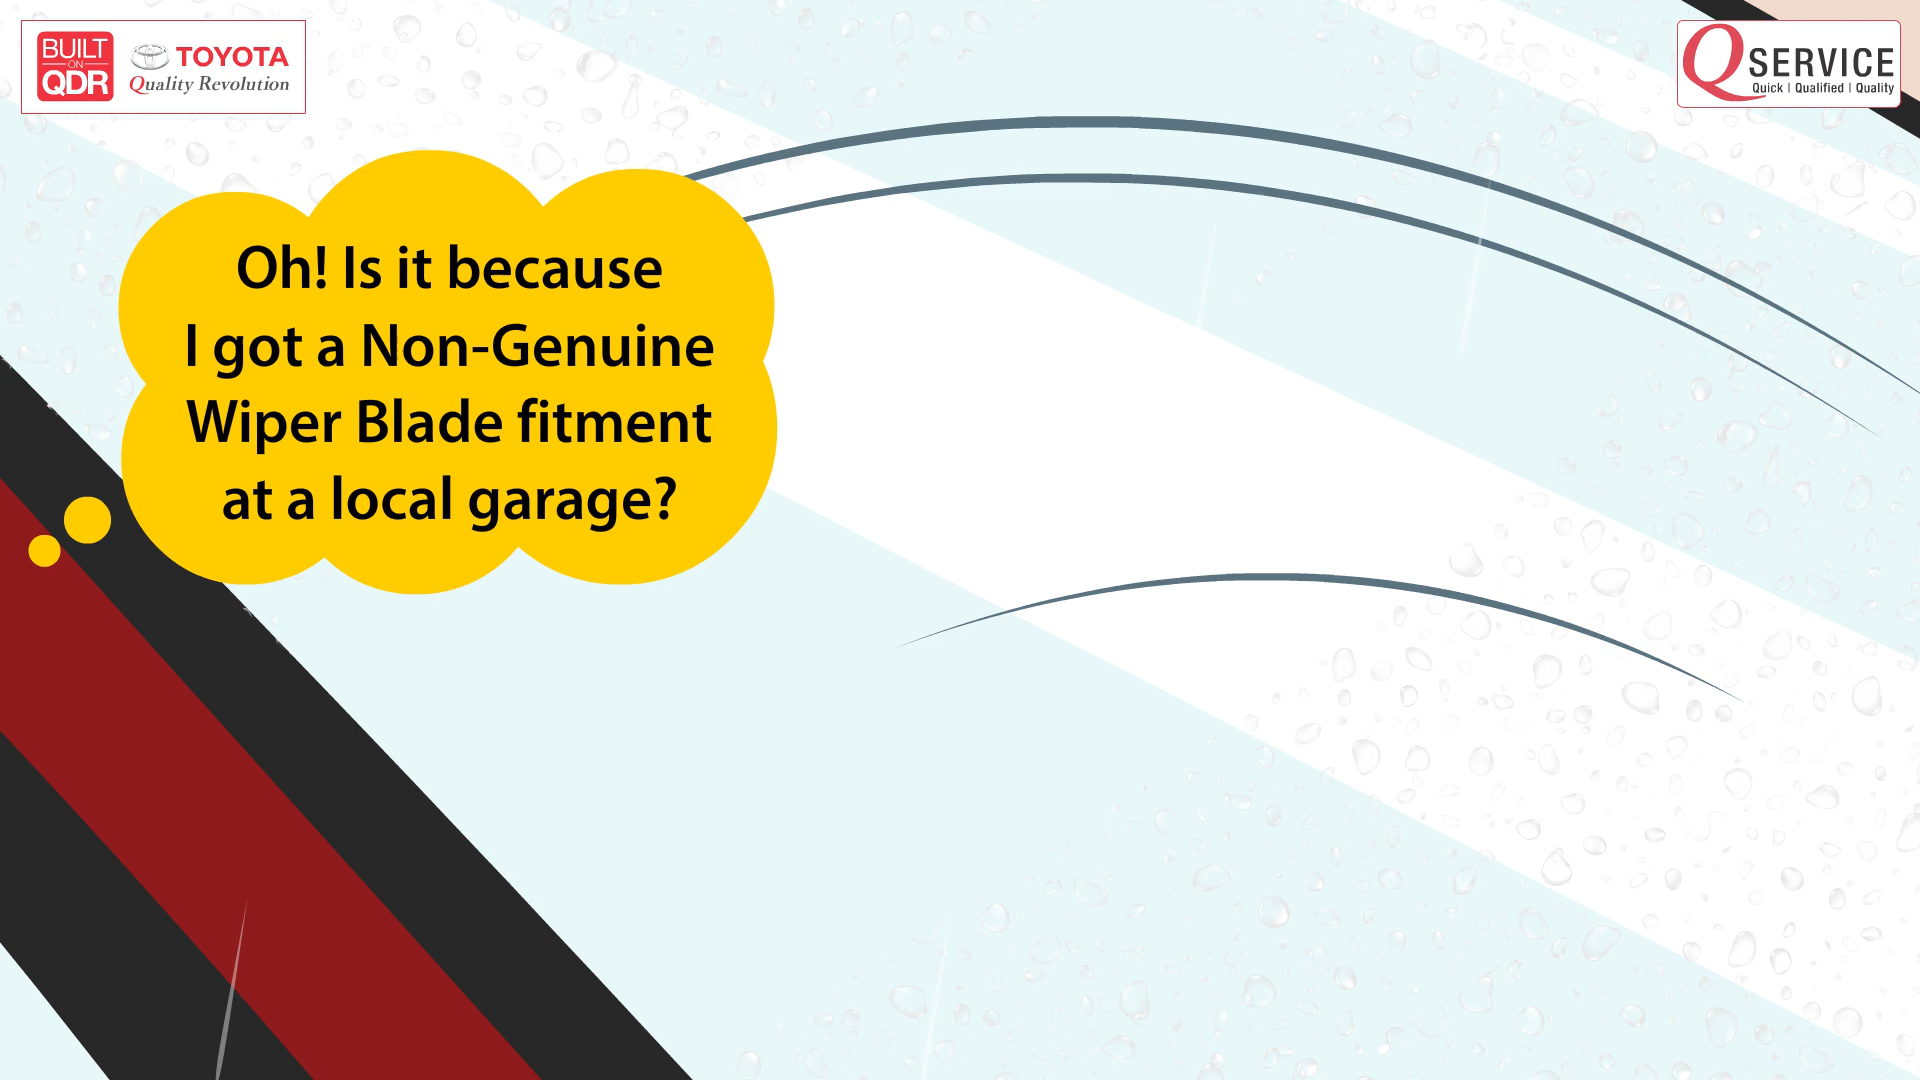 BUILT
ON
QDR
TOYOTA
Quality Revolution
Q SERVICE
Quick | Qualified | Quality
Oh! Is it because
I got a Non-Genuine
Wiper Blade fitment
at a local garage?